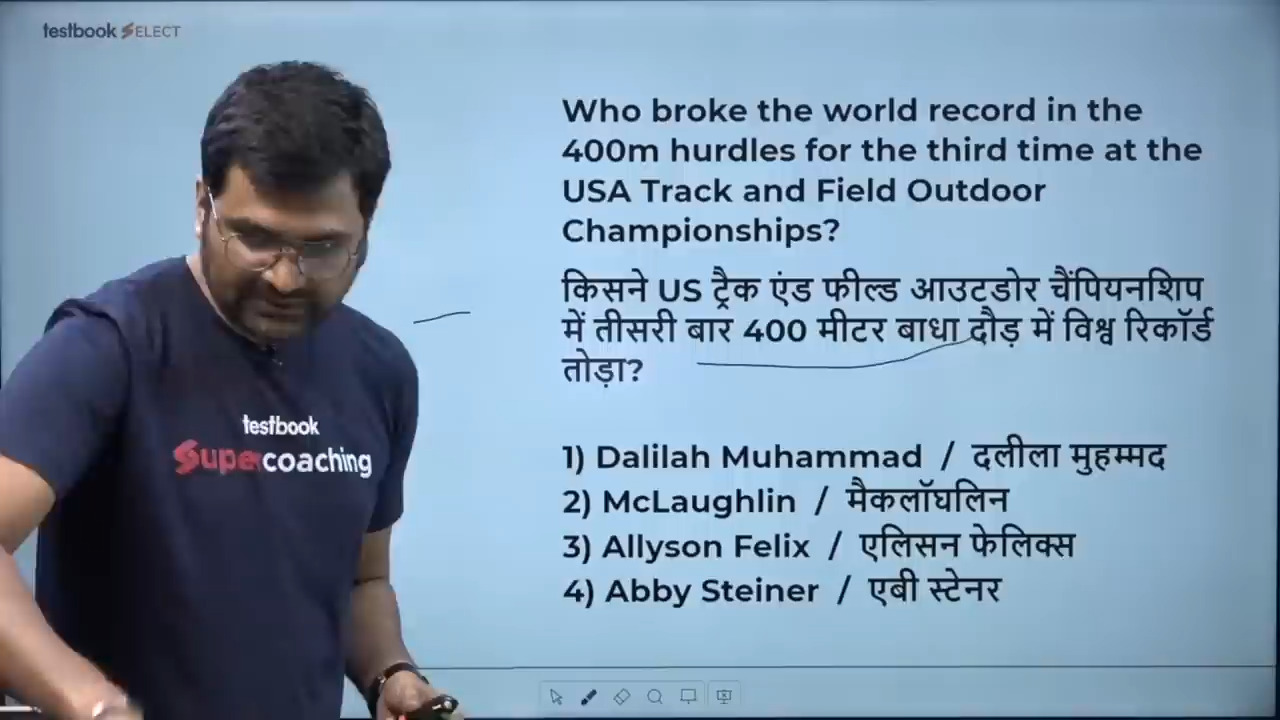 testbook SELECT
Who broke the world record in the
400m hurdles for the third time at the
USA Track and Field Outdoor
Championships?
किसने US ट्रैक एंड फील्ड आउटडोर चैंपियनशिप
में तीसरी बार 400 मीटर बाधा दौड़ में विश्व रिकॉर्ड
तोड़ा?
1) Dalilah Muhammad / दलीला मुहम्मद
2) McLaughlin / मैकलॉघलिन
3) Allyson Felix / एलिसन फेलिक्स
4) Abby Steiner / एबी स्टेनर
testbook
Supercoaching